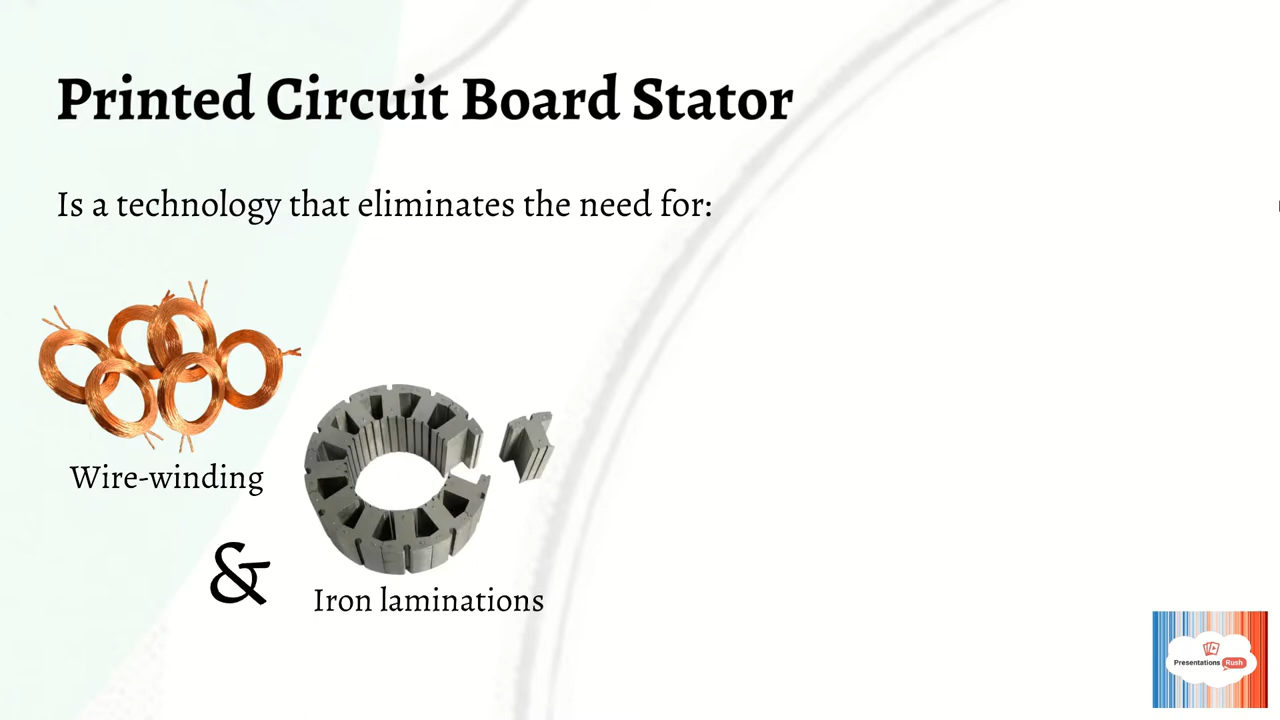 Printed Circuit Board Stator
Is a technology that eliminates the need for:
Wire-winding
&
Iron laminations
Presentations Rush